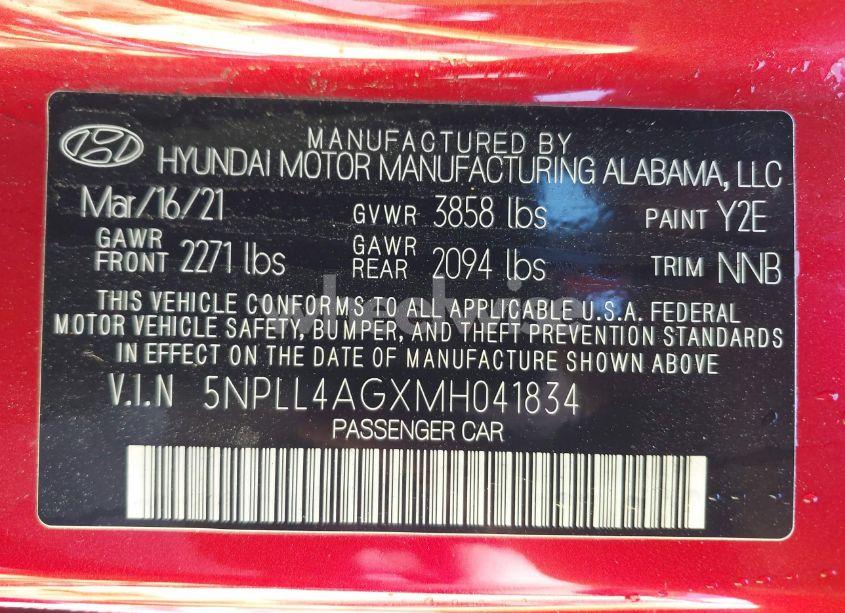 MANUFACTURED BY
HYUNDAI MOTOR MANUFACTURING ALABAMA, LLC
Mar/16/21 GVWR 3858 lbs PAINT Y2E
GAWR FRONT 2271 lbs GAWR REAR 2094 lbs TRIM NNB
THIS VEHICLE CONFORMS TO ALL APPLICABLE U.S.A. FEDERAL
MOTOR VEHICLE SAFETY, BUMPER, AND THEFT PREVENTION STANDARDS
IN EFFECT ON THE DATE OF MANUFACTURE SHOWN ABOVE
V.I.N 5NPLL4AGXMH041834
PASSENGER CAR